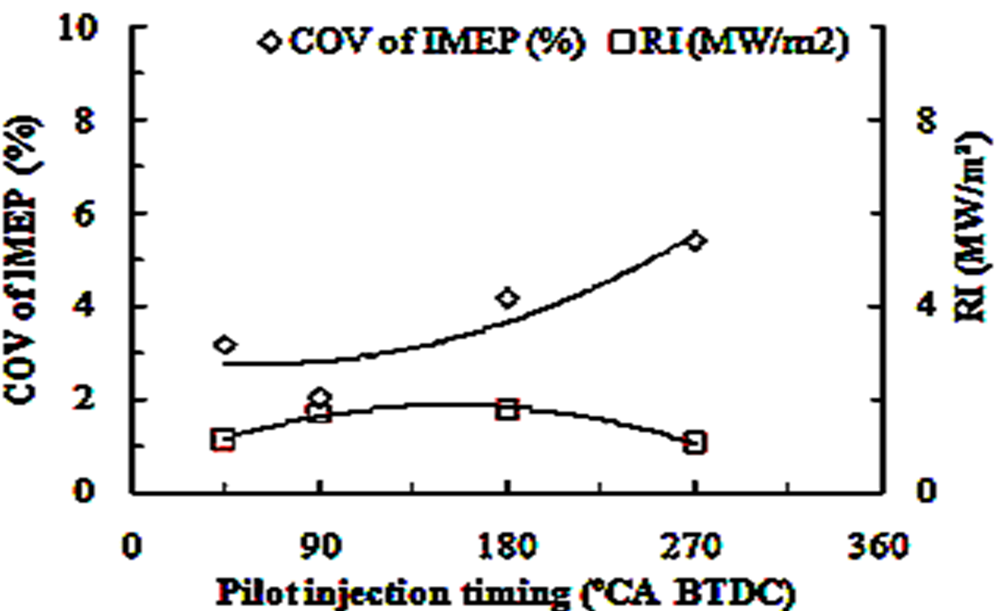 ◇COV of IMEP (%) □RI (MW/m2)
10
8
6
4
2
0
COV of IMEP (%)
8
4
0
RI (MW/m²)
0 90 180 270 360
Pilot injection timing (°CA BTDC)